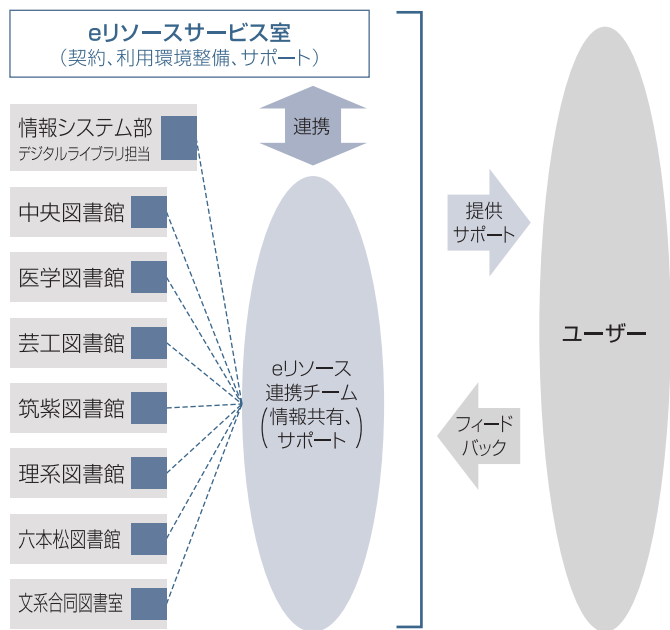 eリソースサービス室
（契約、利用環境整備、サポート）
連携
情報システム部
デジタルライブラリ担当
中央図書館
医学図書館
芸工図書館
筑紫図書館
理系図書館
六本松図書館
文系合同図書室
eリソース
連携チーム
（情報共有、
サポート）
提供
サポート
フィード
バック
ユーザー